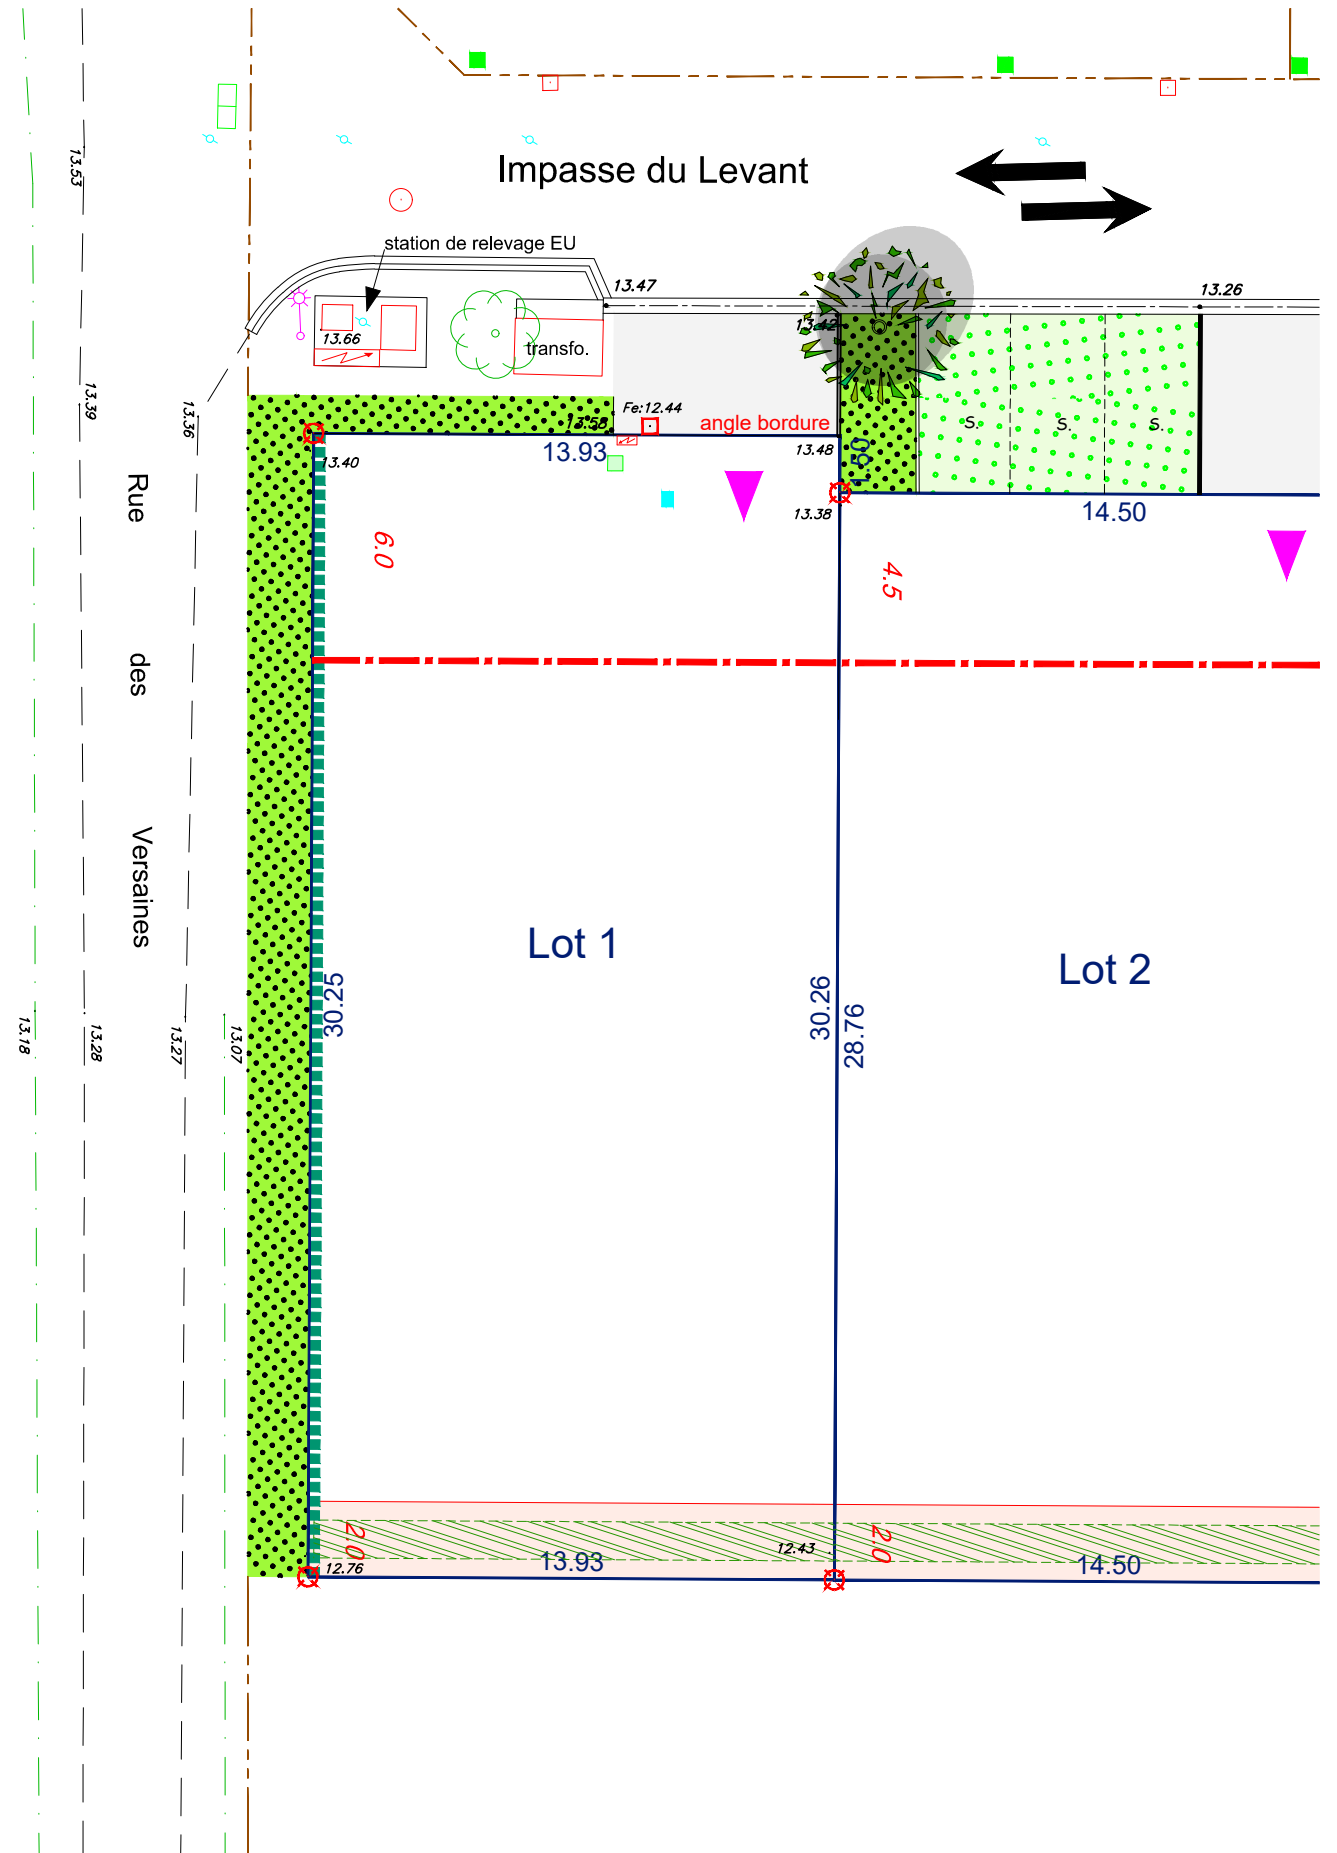 13.53
Impasse du Levant
station de relevage EU
13.47
13.26
13.66
transfo.
13.42
13.39
13.36
Fe:12.44
13.58
angle bordure
S.
S.
S.
13.40
13.93
13.48
1.50
13.38
14.50
Rue des Versaines
6.0
4.5
Lot 1
Lot 2
30.25
30.26
28.76
13.18
13.28
13.27
13.07
2.0
2.0
12.76
13.93
12.43
14.50